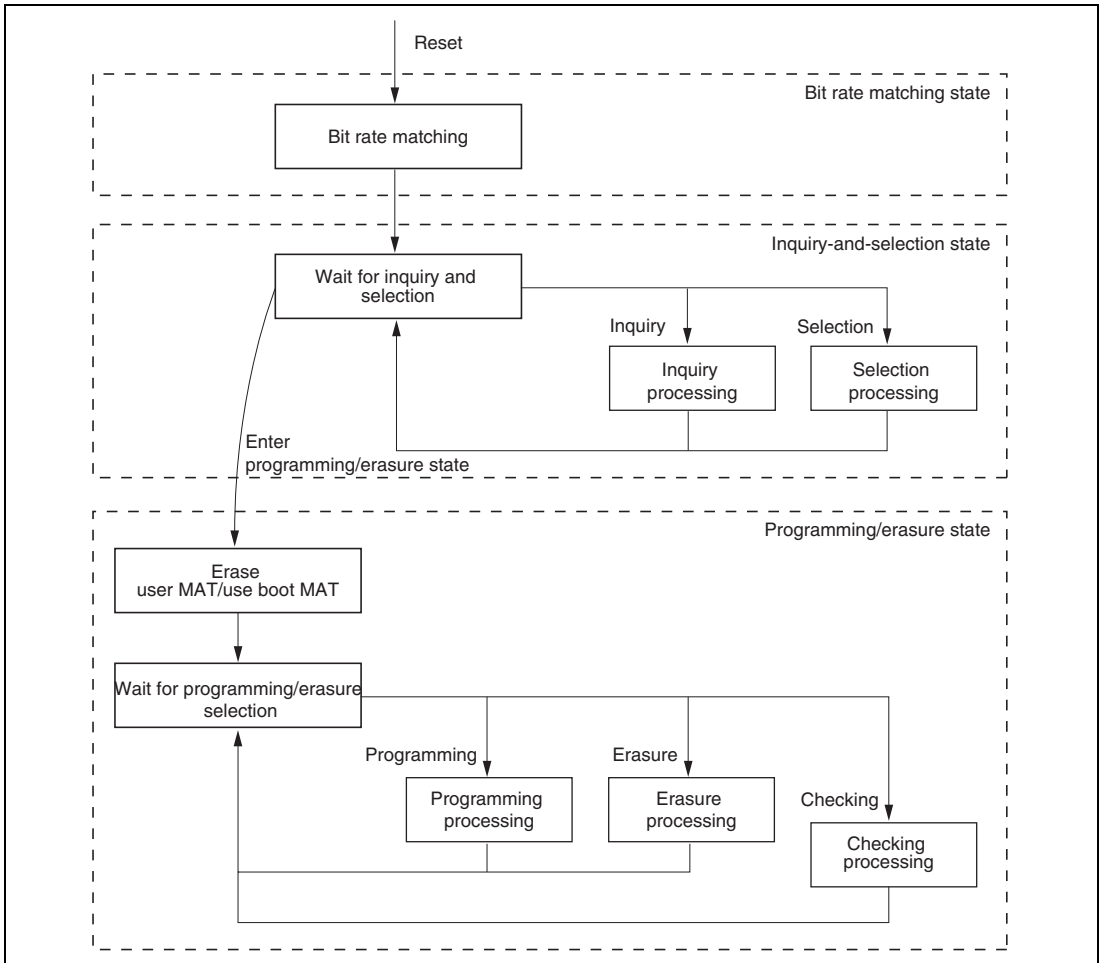 Reset
Bit rate matching state
Bit rate matching
Inquiry-and-selection state
Wait for inquiry and
selection
Inquiry
Selection
Inquiry
processing
Selection
processing
Enter
programming/erasure state
Programming/erasure state
Erase
user MAT/use boot MAT
Wait for programming/erasure
selection
Programming
Erasure
Checking
Programming
processing
Erasure
processing
Checking
processing